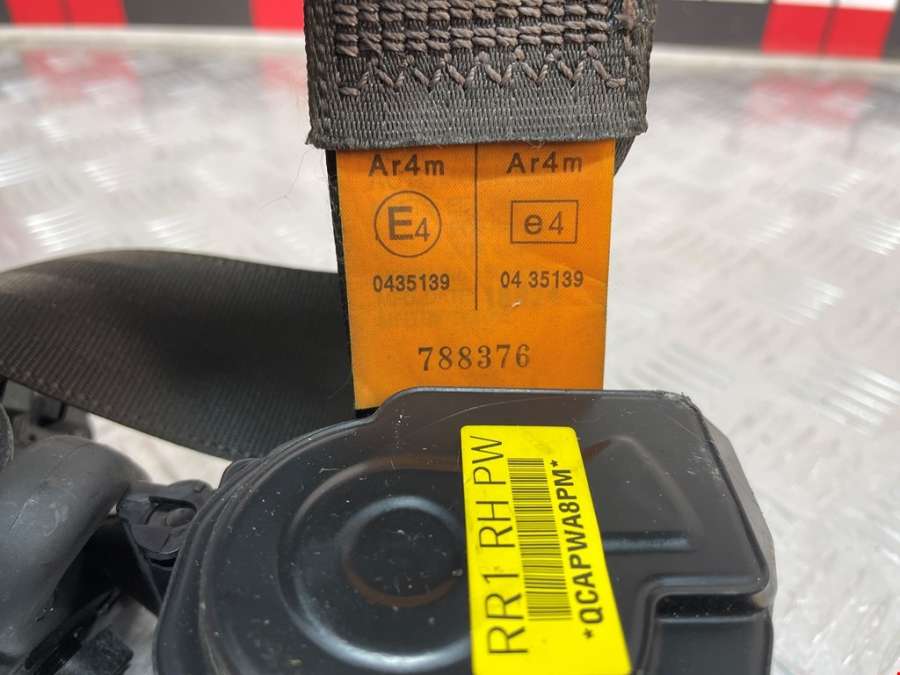 Ar4m Ar4m
E4 e4
0435139 04 35139
788376
RR1 RH PW
*QCAPWA8PM*